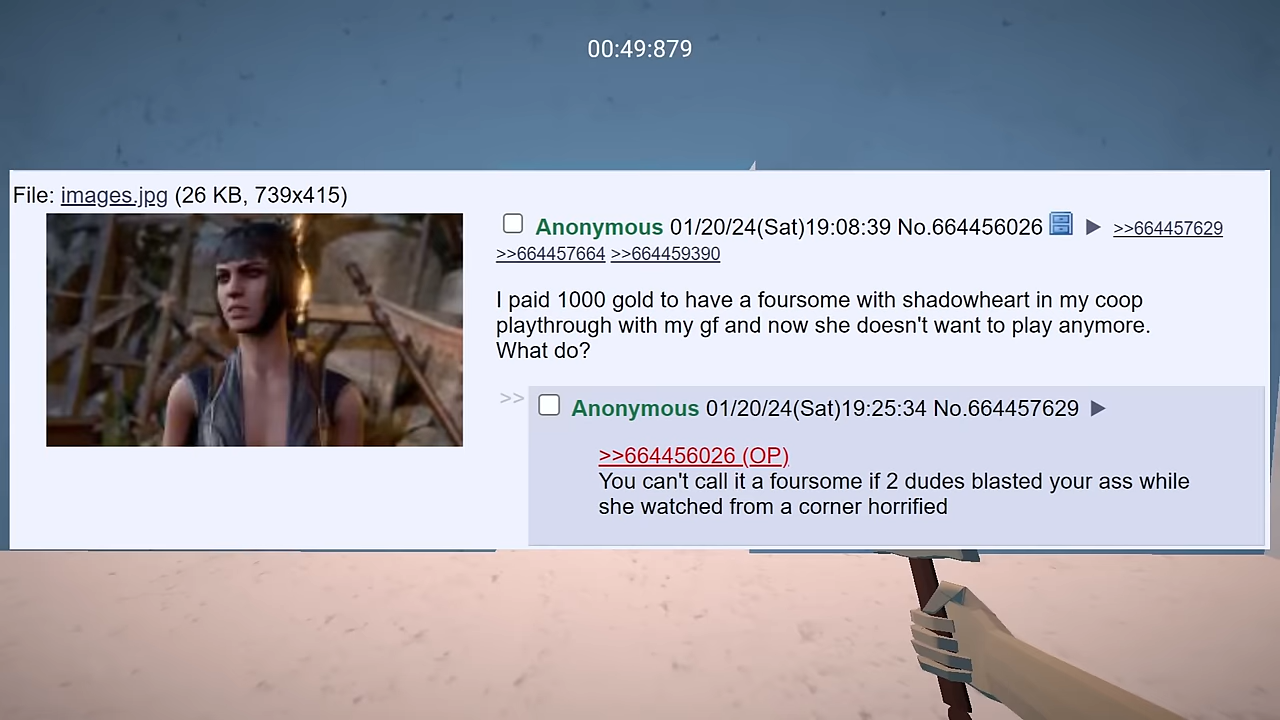 00:49:879
File: images.jpg (26 KB, 739x415)
Anonymous 01/20/24(Sat)19:08:39 No.664456026 ▶ >>664457629
>>664457664 >>664459390
I paid 1000 gold to have a foursome with shadowheart in my coop
playthrough with my gf and now she doesn't want to play anymore.
What do?
>> Anonymous 01/20/24(Sat)19:25:34 No.664457629 ▶
>>664456026 (OP)
You can't call it a foursome if 2 dudes blasted your ass while
she watched from a corner horrified